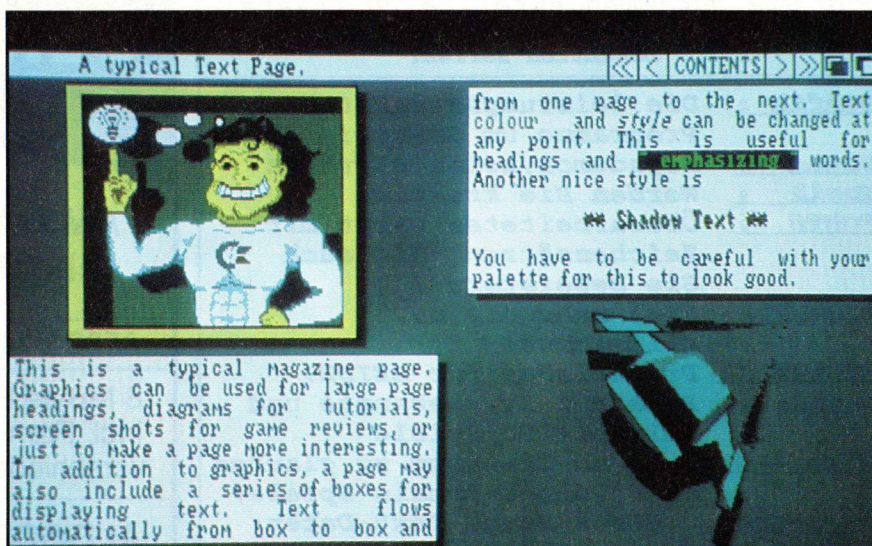 A typical Text Page.
<< < CONTENTS > >>
This is a typical magazine page.
Graphics can be used for large page
headings, diagrams for tutorials,
screen shots for game reviews, or
just to make a page more interesting.
In addition to graphics, a page may
also include a series of boxes for
displaying text. Text flows
automatically from box to box and
from one page to the next. Text
colour and style can be changed at
any point. This is useful for
headings and emphasizing words.
Another nice style is
** Shadow Text **
You have to be careful with your
palette for this to look good.